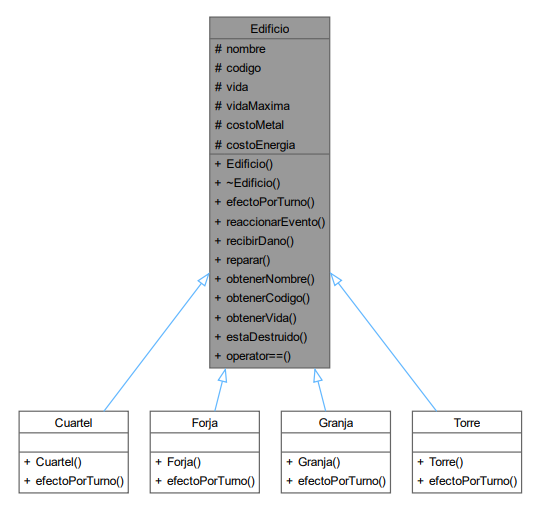 Edificio
# nombre
# codigo
# vida
# vidaMaxima
# costoMetal
# costoEnergia
+ Edificio()
+ ~Edificio()
+ efectoPorTurno()
+ reaccionarEvento()
+ recibirDano()
+ reparar()
+ obtenerNombre()
+ obtenerCodigo()
+ obtenerVida()
+ estaDestruido()
+ operator==()
Cuartel
+ Cuartel()
+ efectoPorTurno()
Forja
+ Forja()
+ efectoPorTurno()
Granja
+ Granja()
+ efectoPorTurno()
Torre
+ Torre()
+ efectoPorTurno()